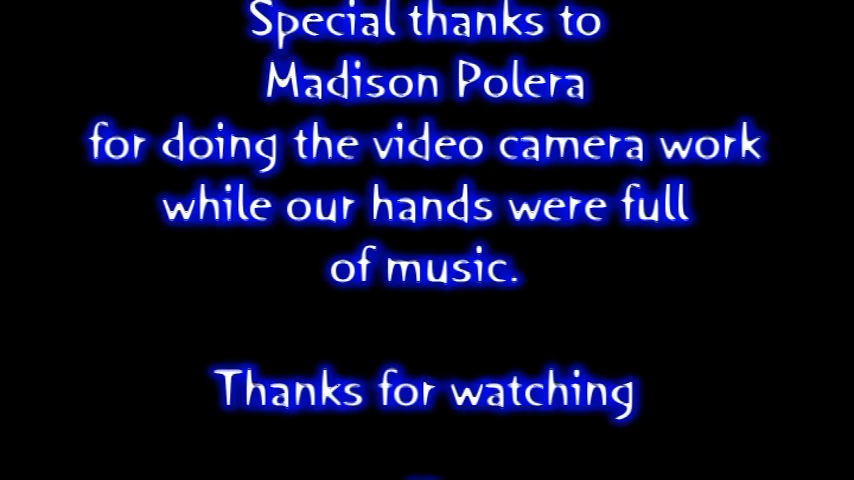 Special thanks to
Madison Polera
for doing the video camera work
while our hands were full
of music.
Thanks for watching